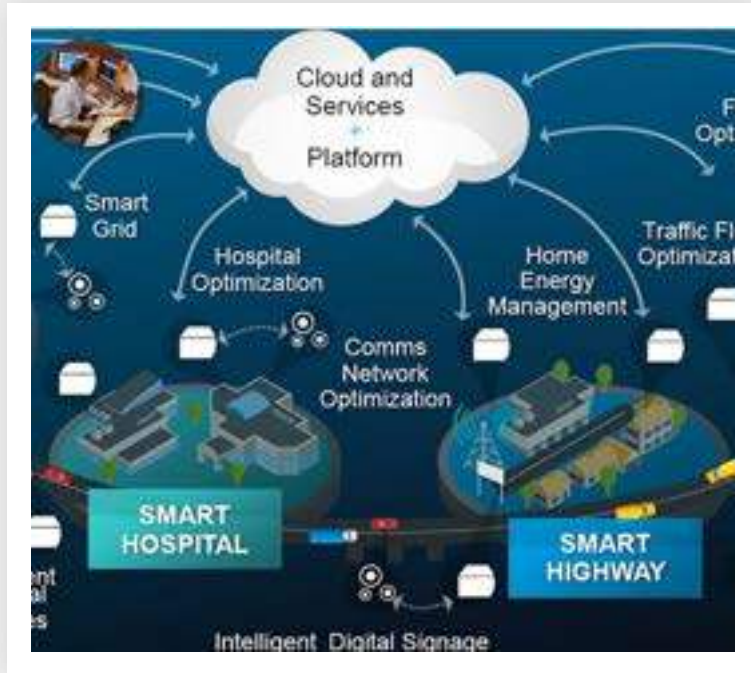 Cloud and
Services
+
Platform
Smart
Grid
Hospital
Optimization
Home
Energy
Management
Traffic
Comms
Network
Optimization
SMART
HOSPITAL
SMART
HIGHWAY
Intelligent Digital Signage